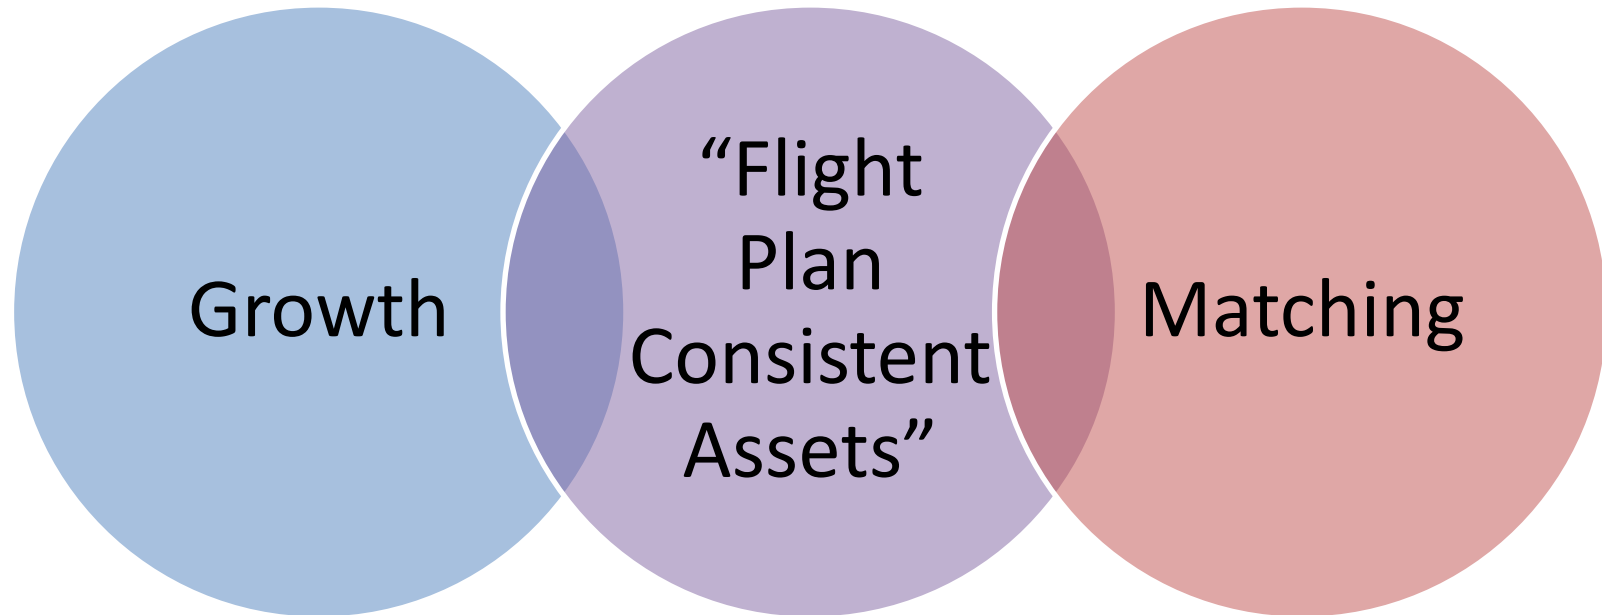 Growth
“Flight
Plan
Consistent
Assets”
Matching